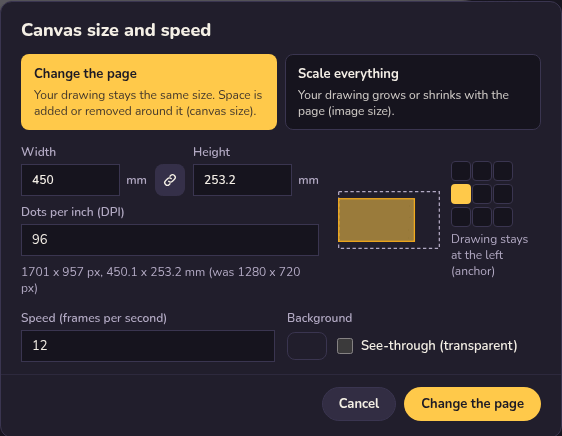 Canvas size and speed
Change the page
Your drawing stays the same size. Space is
added or removed around it (canvas size).
Scale everything
Your drawing grows or shrinks with the
page (image size).
Width
Height
450 mm
253.2 mm
Dots per inch (DPI)
96
1701 x 957 px, 450.1 x 253.2 mm (was 1280 x 720
px)
Drawing stays
at the left
(anchor)
Speed (frames per second)
Background
12
See-through (transparent)
Cancel
Change the page